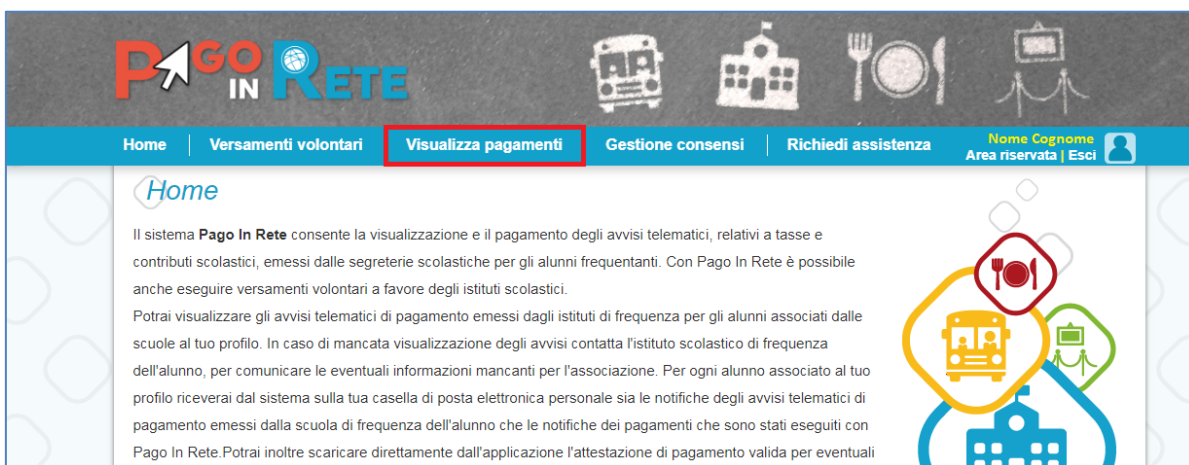 PAGO
IN RETE
Home Versamenti volontari Visualizza pagamenti Gestione consensi Richiedi assistenza Nome Cognome
Area riservata | Esci
Home
Il sistema Pago In Rete consente la visualizzazione e il pagamento degli avvisi telematici, relativi a tasse e
contributi scolastici, emessi dalle segreterie scolastiche per gli alunni frequentanti. Con Pago In Rete è possibile
anche eseguire versamenti volontari a favore degli istituti scolastici.
Potrai visualizzare gli avvisi telematici di pagamento emessi dagli istituti di frequenza per gli alunni associati dalle
scuole al tuo profilo. In caso di mancata visualizzazione degli avvisi contatta l'istituto scolastico di frequenza
dell'alunno, per comunicare le eventuali informazioni mancanti per l'associazione. Per ogni alunno associato al tuo
profilo riceverai dal sistema sulla tua casella di posta elettronica personale sia le notifiche degli avvisi telematici di
pagamento emessi dalla scuola di frequenza dell'alunno che le notifiche dei pagamenti che sono stati eseguiti con
Pago In Rete.Potrai inoltre scaricare direttamente dall'applicazione l'attestazione di pagamento valida per eventuali